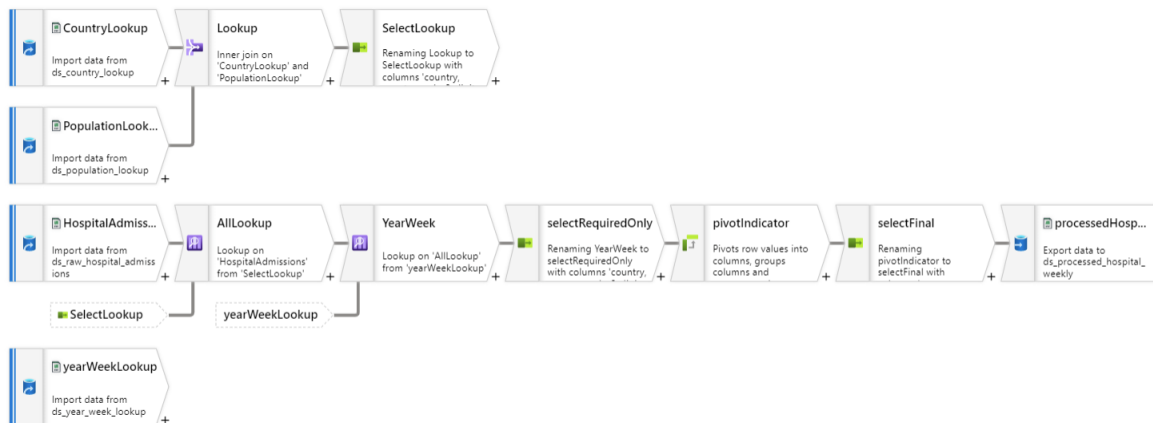 CountryLookup
Import data from
ds_country_lookup
Lookup
Inner join on
'CountryLookup' and
'PopulationLookup'
SelectLookup
Renaming Lookup to
SelectLookup with
columns 'country,
PopulationLook...
Import data from
ds_population_lookup
HospitalAdmiss...
Import data from
ds_raw_hospital_admiss
ions
AllLookup
Lookup on
'HospitalAdmissions'
from 'SelectLookup'
YearWeek
Lookup on 'AllLookup'
from 'yearWeekLookup'
selectRequiredOnly
Renaming YearWeek to
selectRequiredOnly
with columns 'country,
pivotIndicator
Pivots row values into
columns, groups
columns and
selectFinal
Renaming
pivotIndicator to
selectFinal with
processedHosp...
Export data to
ds_processed_hospital_
weekly
SelectLookup
yearWeekLookup
yearWeekLookup
Import data from
ds_year_week_lookup